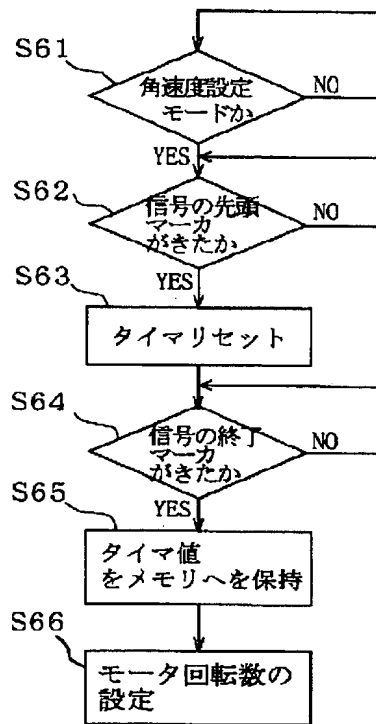 S61
角速度設定
モードか
NO
YES
S62
信号の先頭
マーカ
がきたか
NO
YES
S63
タイマリセット
S64
信号の終了
マーカ
がきたか
NO
YES
S65
タイマ値
をメモリへを保持
S66
モータ回転数の
設定